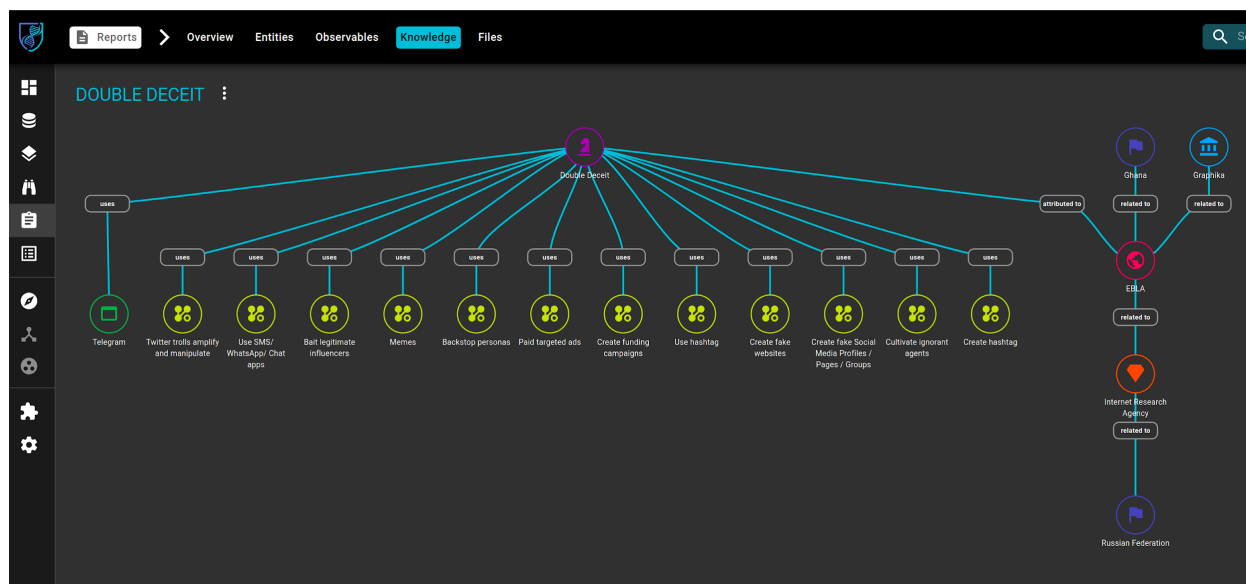 Reports
Overview
Entities
Observables
Knowledge
Files
DOUBLE DECEIT
Double Deceit
Ghana
Graphika
uses
attributed to
related to
related to
uses
uses
uses
uses
uses
uses
uses
uses
uses
uses
uses
uses
EBLA
related to
Telegram
Twitter trolls amplify
and manipulate
Use SMS/
WhatsApp/ Chat
apps
Bait legitimate
influencers
Memes
Backstop personas
Paid targeted ads
Create funding
campaigns
Use hashtag
Create fake
websites
Create fake Social
Media Profiles /
Pages / Groups
Cultivate ignorant
agents
Create hashtag
Internet Research
Agency
related to
Russian Federation